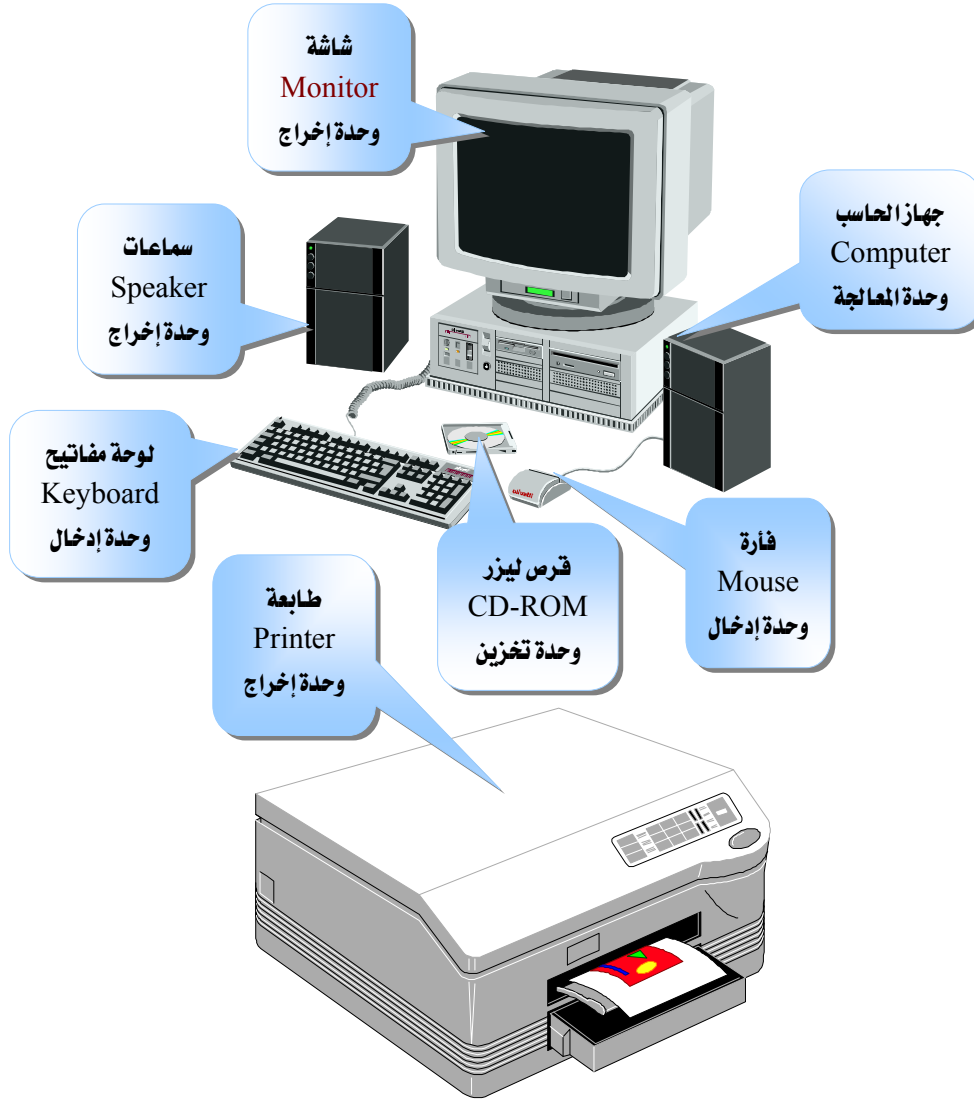 شاشة
Monitor
وحدة إخراج
جهاز الحاسب
Computer
وحدة المعالجة
سماعات
Speaker
وحدة إخراج
لوحة مفاتيح
Keyboard
وحدة إدخال
قرص ليزر
CD-ROM
وحدة تخزين
فأرة
Mouse
وحدة إدخال
طابعة
Printer
وحدة إخراج
olivetti